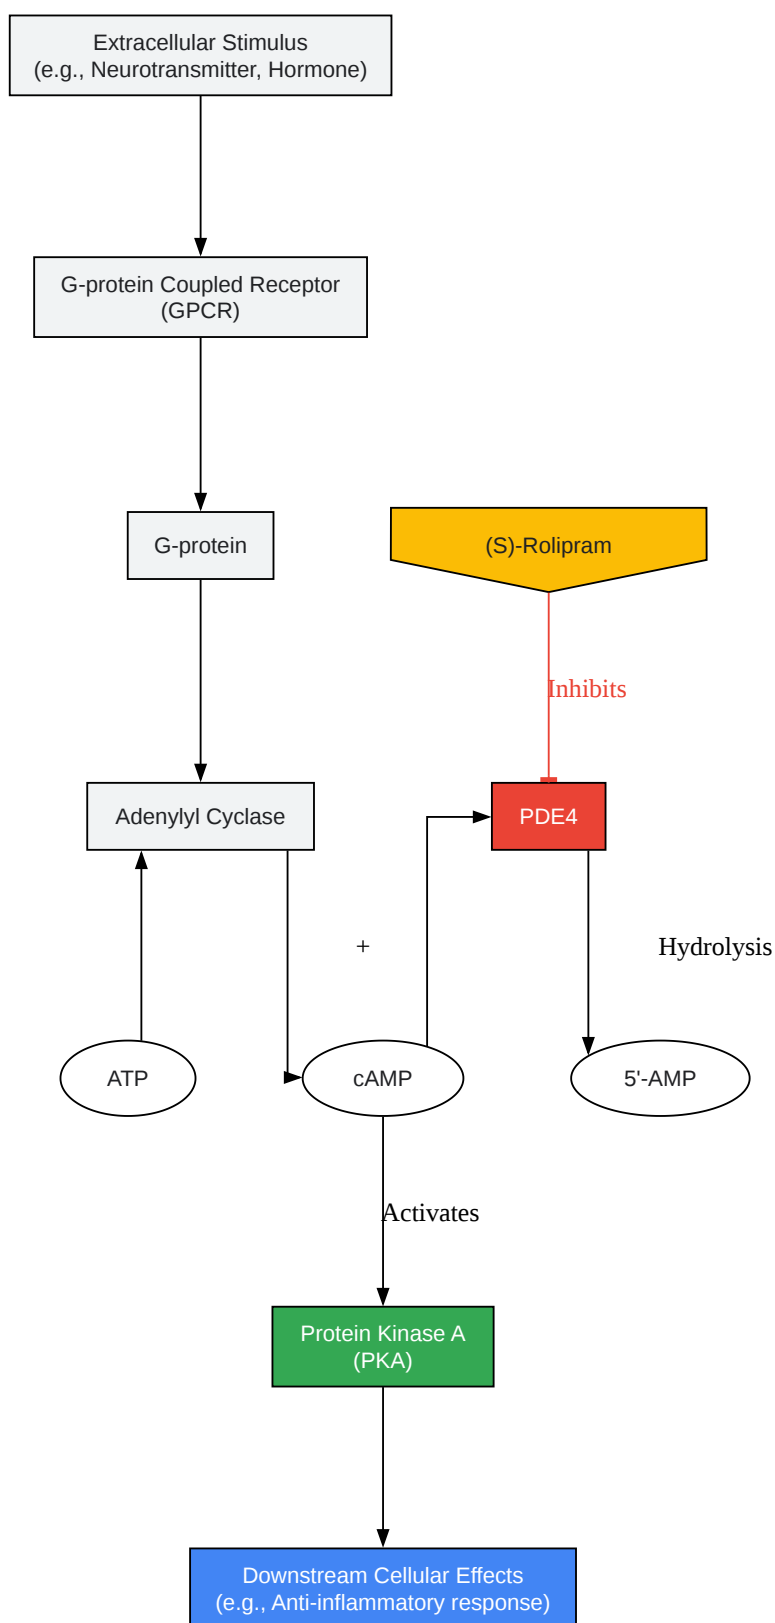 Extracellular Stimulus
(e.g., Neurotransmitter, Hormone)
G-protein Coupled Receptor
(GPCR)
G-protein
(S)-Rolipram
Inhibits
Adenylyl Cyclase
PDE4
+
Hydrolysis
ATP
cAMP
5'-AMP
Activates
Protein Kinase A
(PKA)
Downstream Cellular Effects
(e.g., Anti-inflammatory response)